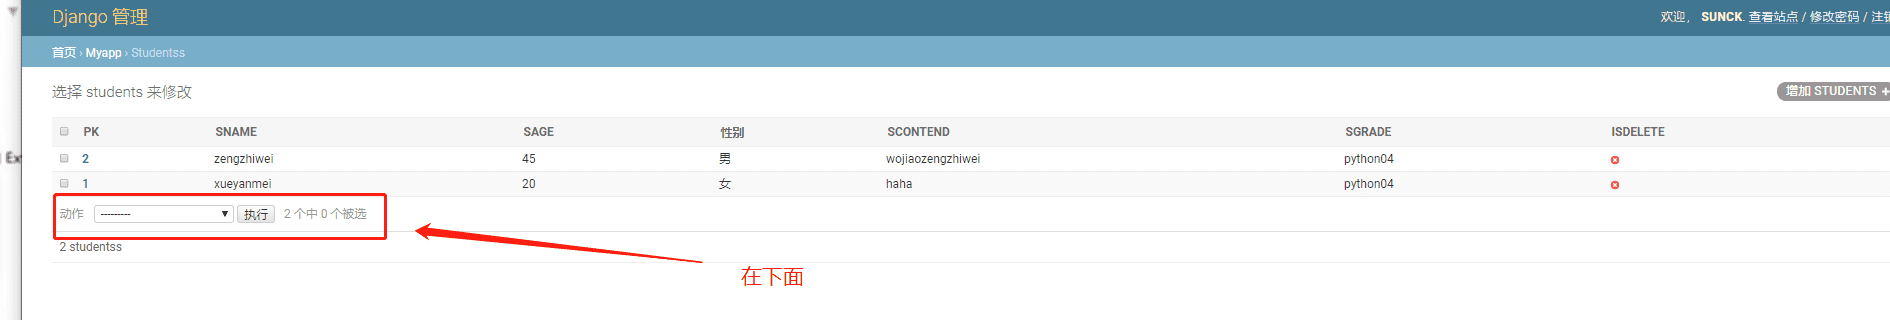 Django 管理
欢迎， SUNCK. 查看站点 / 修改密码 / 注销
首页 › Myapp › Studentss
选择 students 来修改
增加 STUDENTS +
PK SNAME SAGE 性别 SCONTEND SGRADE ISDELETE
2 zengzhiwei 45 男 wojiaozengzhiwei python04
1 xueyanmei 20 女 haha python04
动作 --------- 执行 2 个中 0 个被选
2 studentss
在下面
Ex